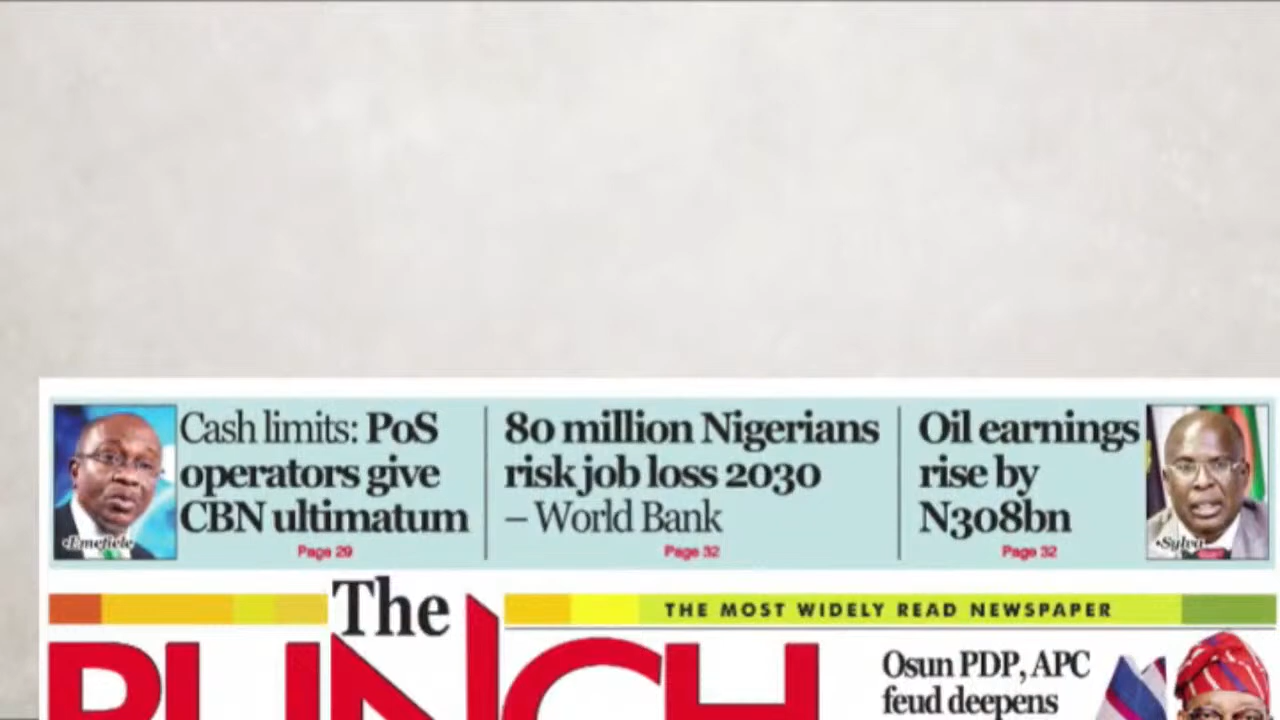 Cash limits: PoS
operators give
CBN ultimatum
Page 29
•Emefiele
80 million Nigerians
risk job loss 2030
– World Bank
Page 32
Oil earnings
rise by
N308bn
Page 32
•Sylva
The
PUNCH
THE MOST WIDELY READ NEWSPAPER
Osun PDP, APC
feud deepens